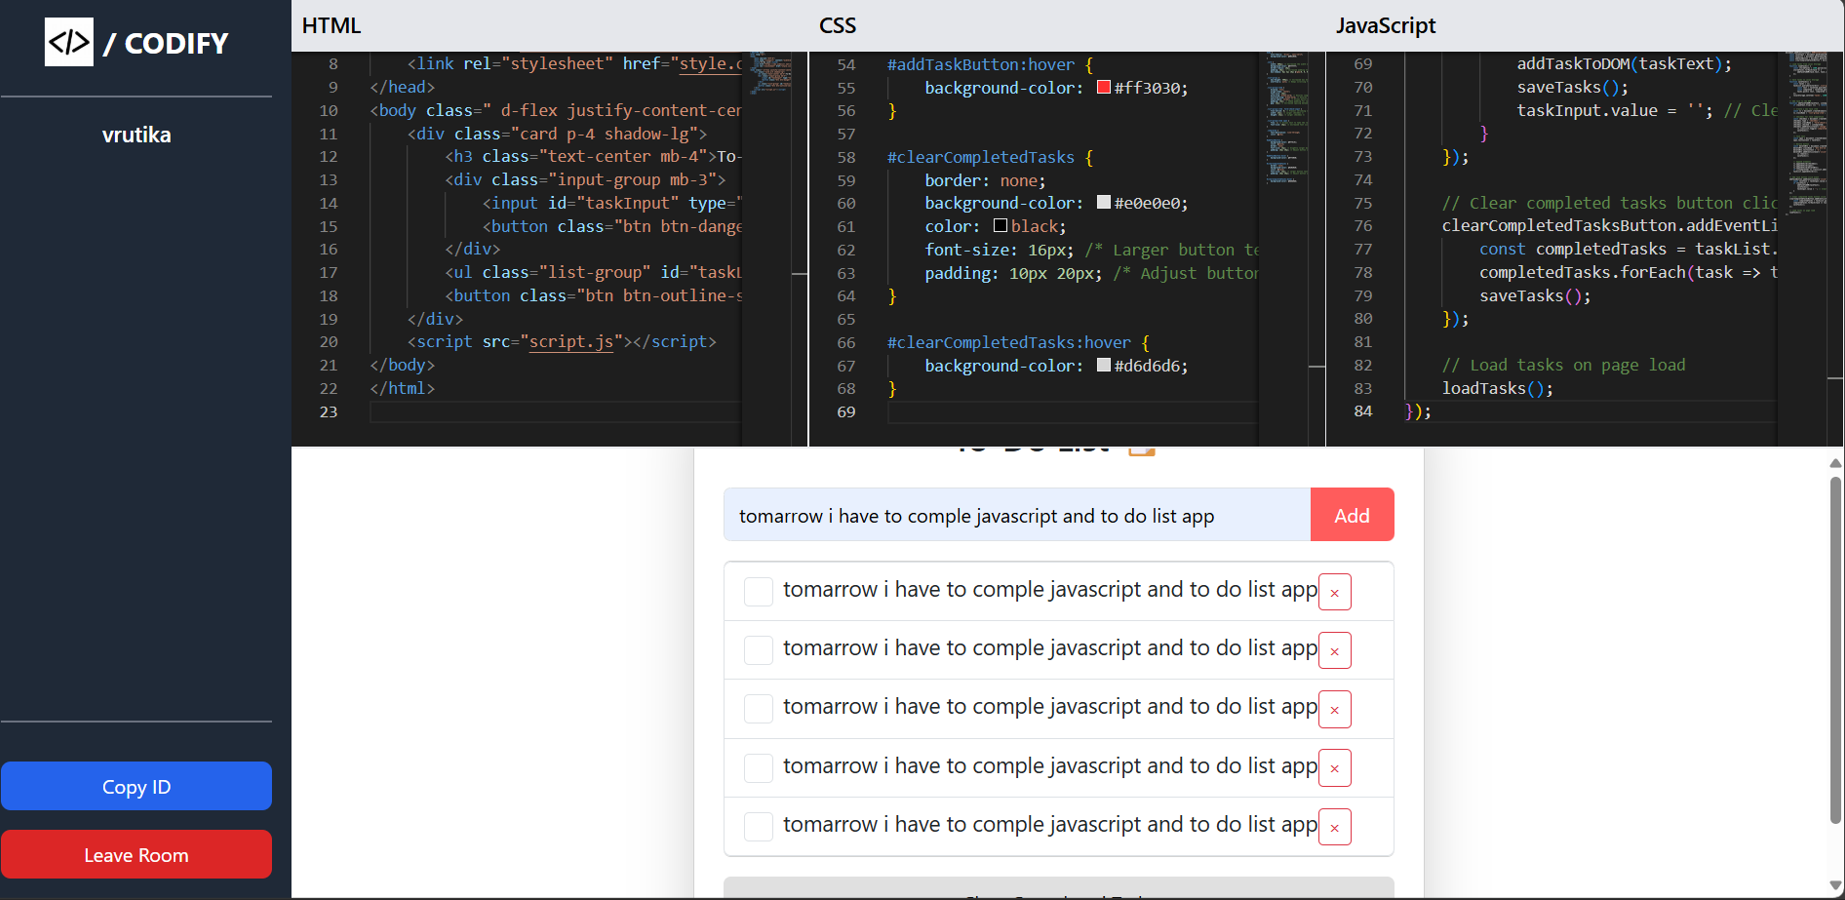 </> / CODIFY
vrutika
Copy ID
Leave Room
HTML
8 <link rel="stylesheet" href="style.c
9 </head>
10 <body class=" d-flex justify-content-cen
11 <div class="card p-4 shadow-lg">
12 <h3 class="text-center mb-4">To-
13 <div class="input-group mb-3">
14 <input id="taskInput" type="
15 <button class="btn btn-dange
16 </div>
17 <ul class="list-group" id="taskL
18 <button class="btn btn-outline-s
19 </div>
20 <script src="script.js"></script>
21 </body>
22 </html>
23
CSS
54 #addTaskButton:hover {
55 background-color: #ff3030;
56 }
57
58 #clearCompletedTasks {
59 border: none;
60 background-color: #e0e0e0;
61 color: black;
62 font-size: 16px; /* Larger button te
63 padding: 10px 20px; /* Adjust button
64 }
65
66 #clearCompletedTasks:hover {
67 background-color: #d6d6d6;
68 }
69
JavaScript
69 addTaskToDOM(taskText);
70 saveTasks();
71 taskInput.value = ''; // Cle
72 }
73 });
74
75 // Clear completed tasks button clic
76 clearCompletedTasksButton.addEventLi
77 const completedTasks = taskList.
78 completedTasks.forEach(task => t
79 saveTasks();
80 });
81
82 // Load tasks on page load
83 loadTasks();
84 });
To-Do List
tomarrow i have to comple javascript and to do list app Add
tomarrow i have to comple javascript and to do list app ×
tomarrow i have to comple javascript and to do list app ×
tomarrow i have to comple javascript and to do list app ×
tomarrow i have to comple javascript and to do list app ×
tomarrow i have to comple javascript and to do list app ×